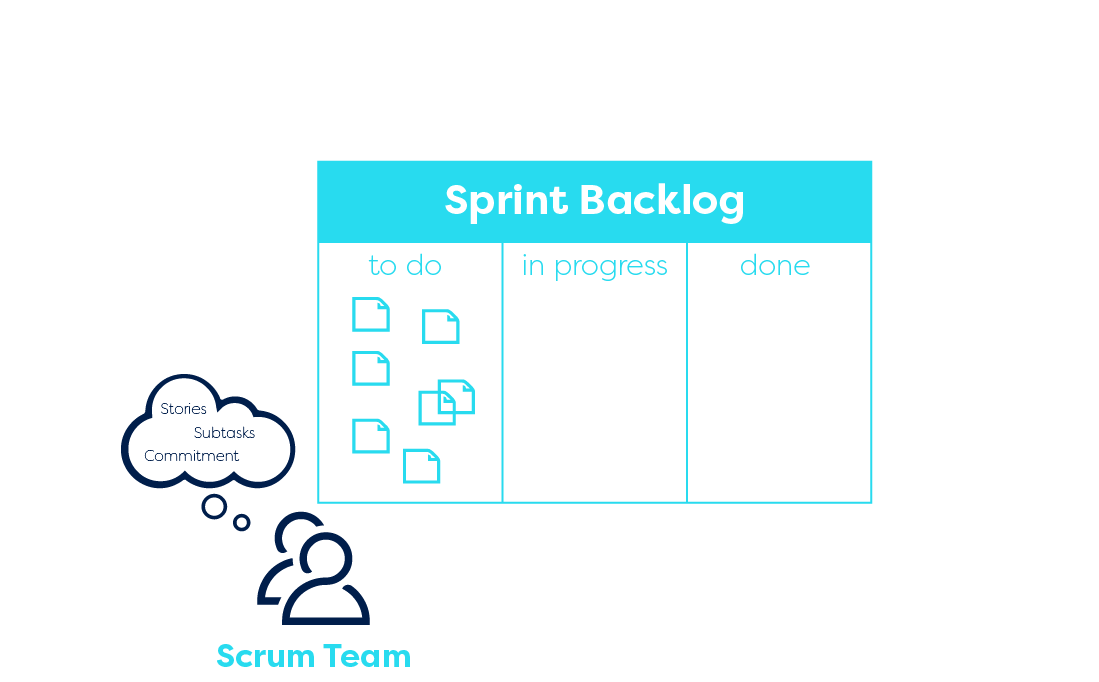 Sprint Backlog
to do
in progress
done
Stories
Subtasks
Commitment
Scrum Team